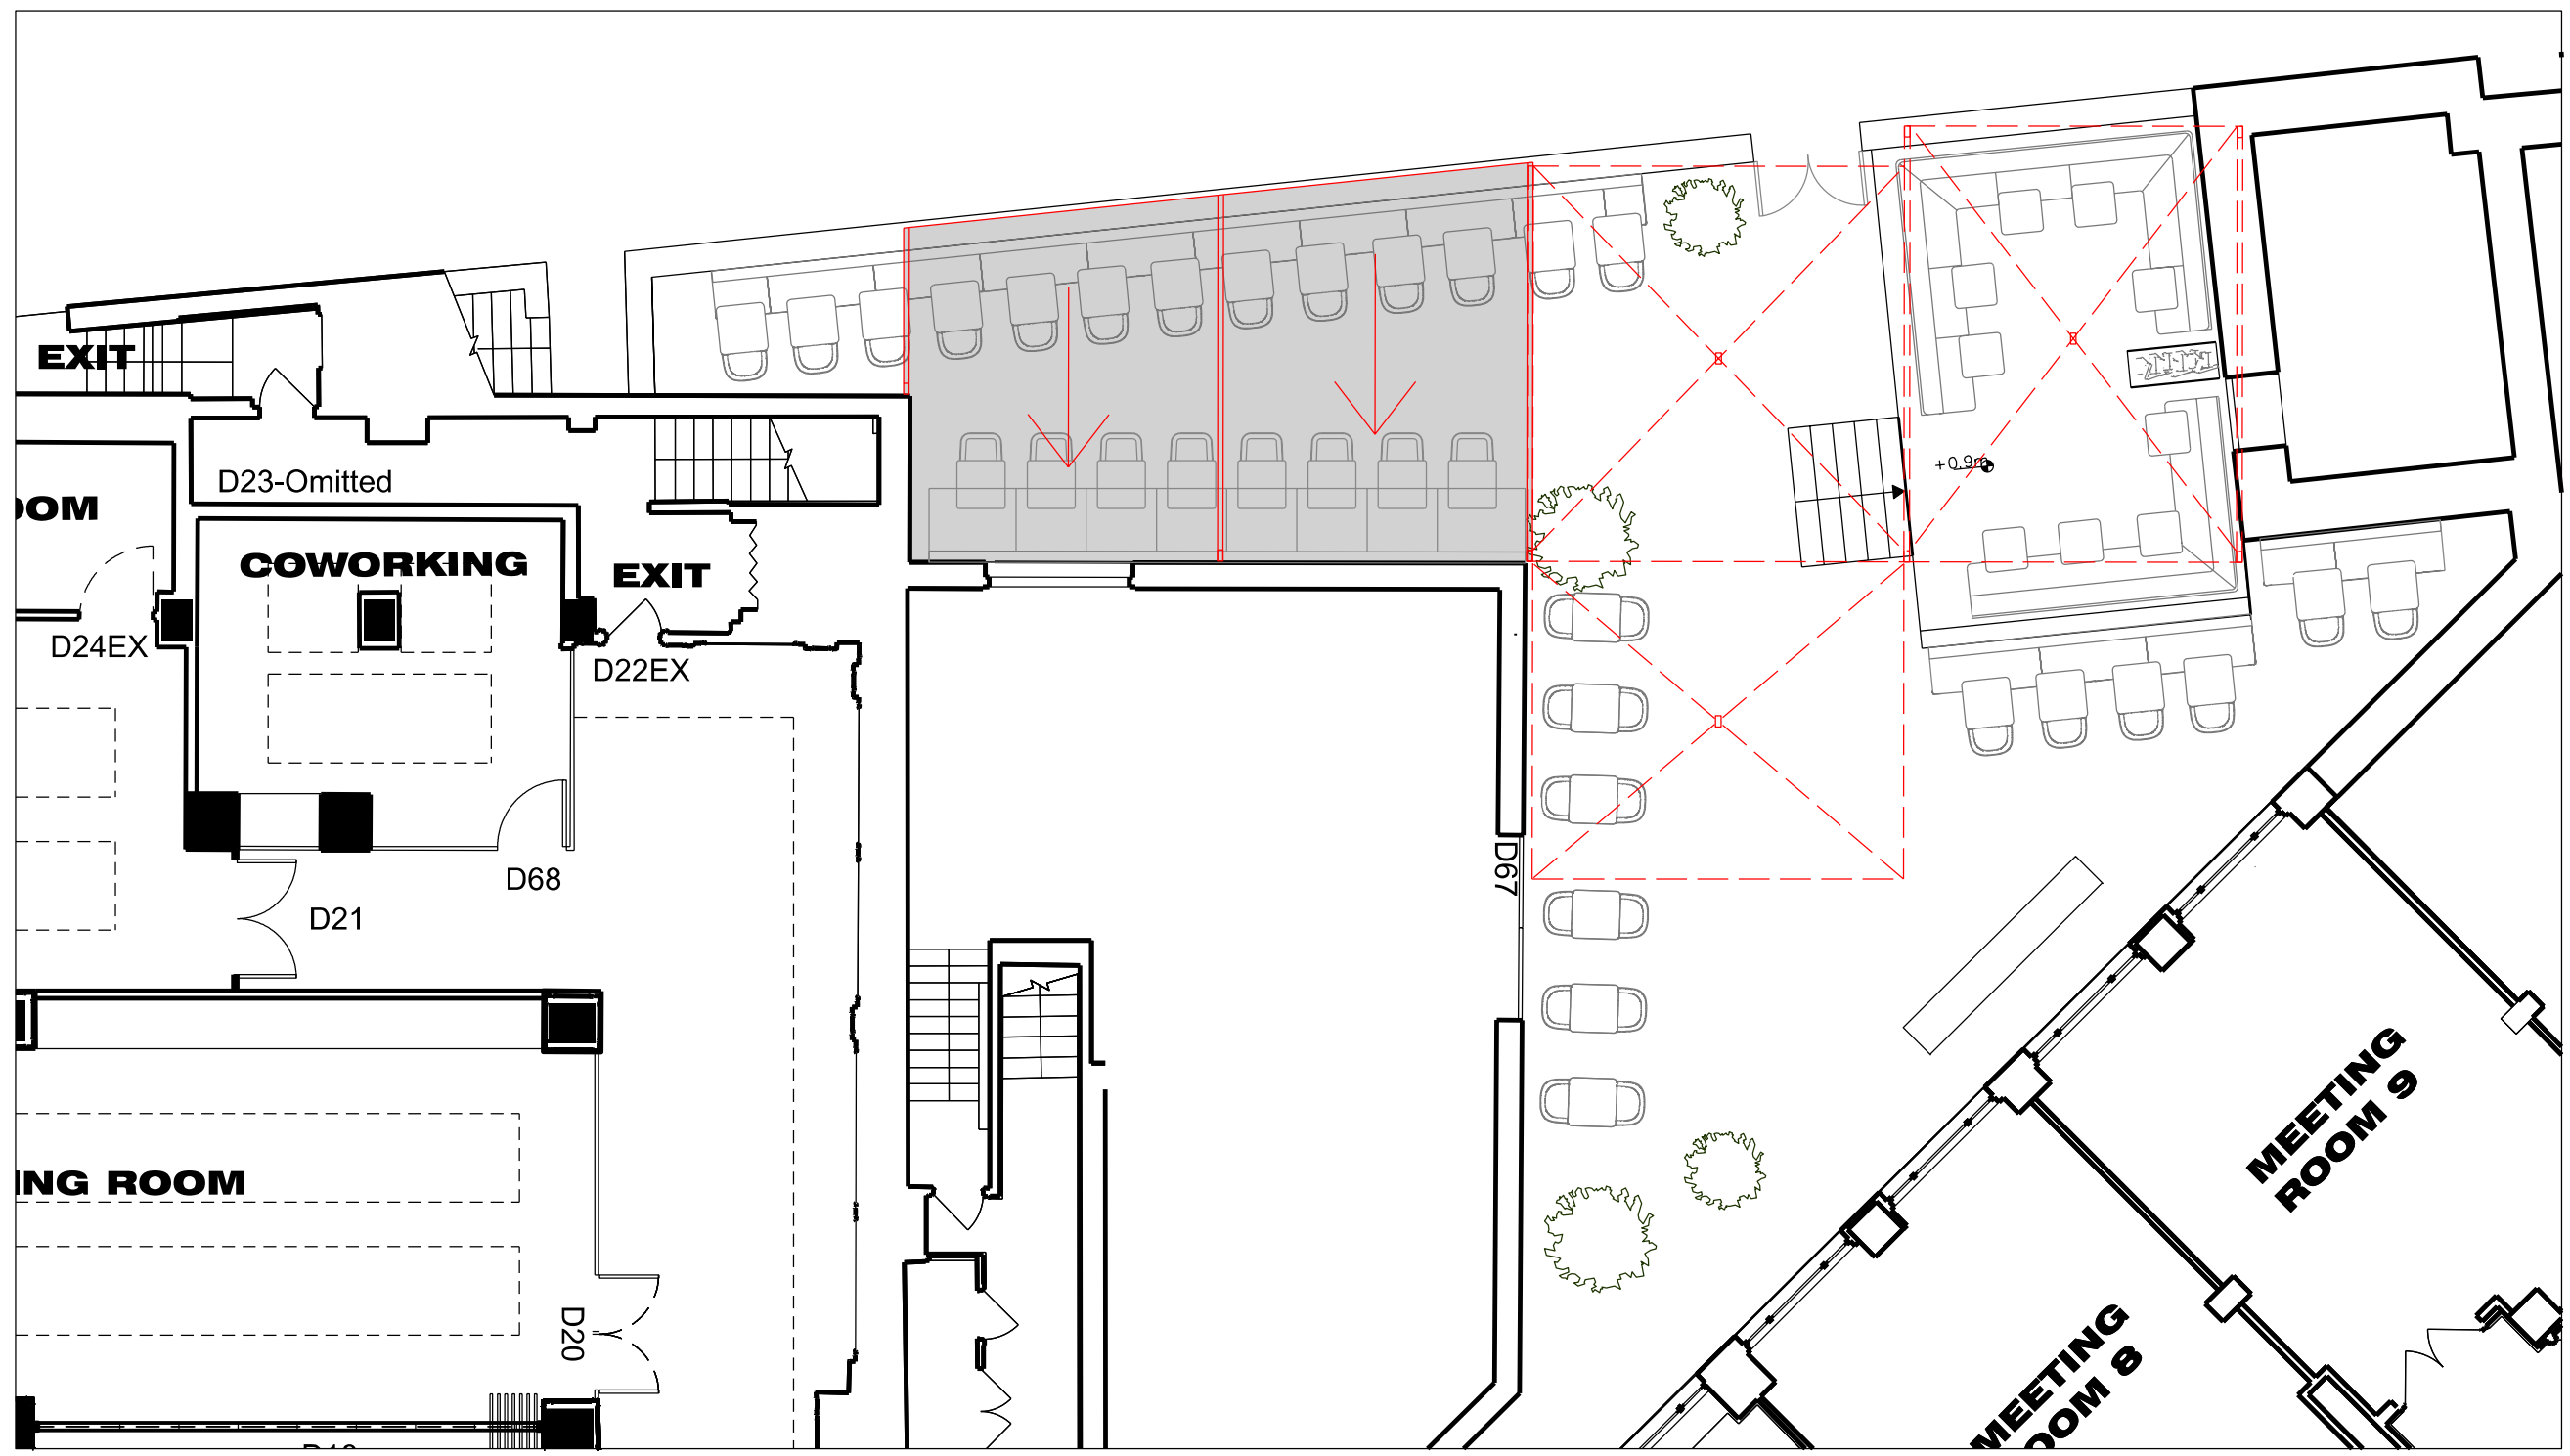 EXIT
D23-Omitted
OOM
COWORKING
EXIT
D24EX
D22EX
+0.9m
D67
D68
D21
ING ROOM
D20
MEETING
ROOM 9
MEETING
OOM 8